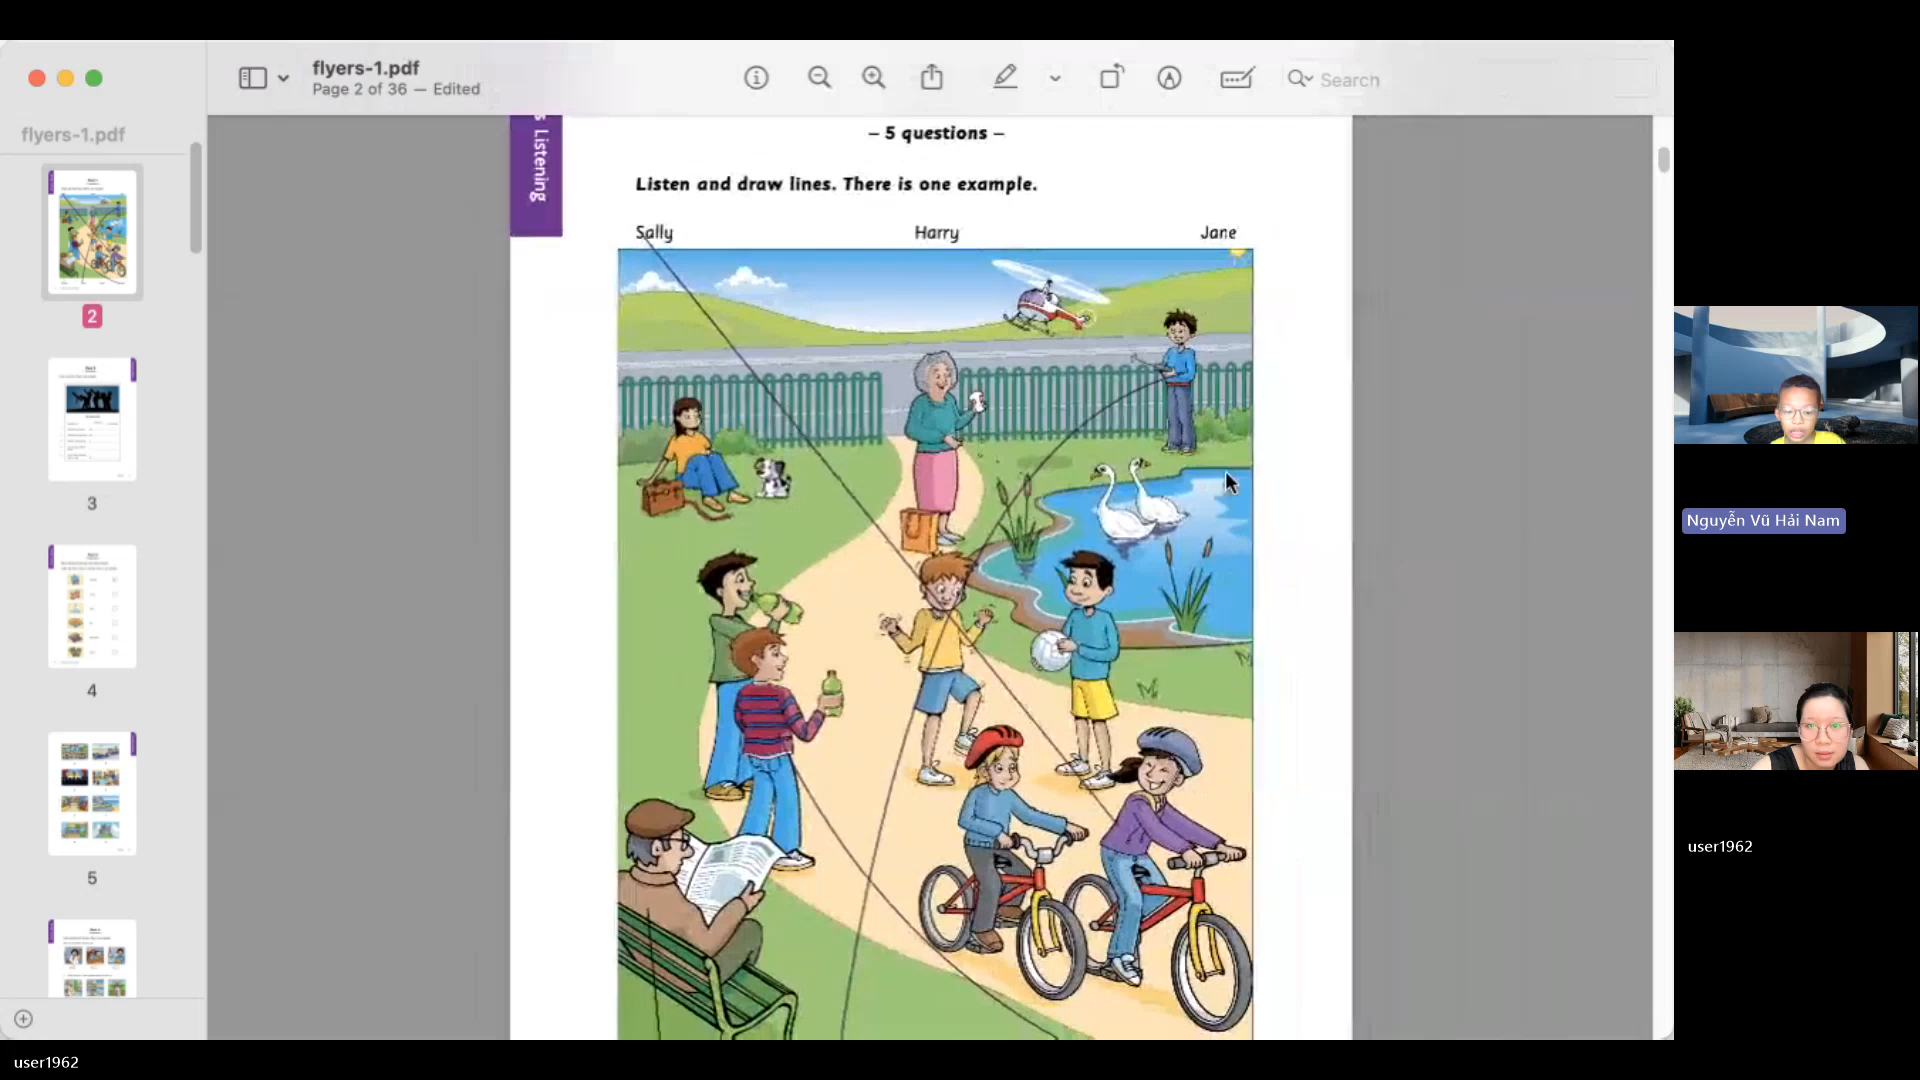 flyers-1.pdf
Page 2 of 36 — Edited
Search
flyers-1.pdf
2
3
4
5
Listening
– 5 questions –
Listen and draw lines. There is one example.
Sally Harry Jane
Nguyễn Vũ Hải Nam
user1962
user1962